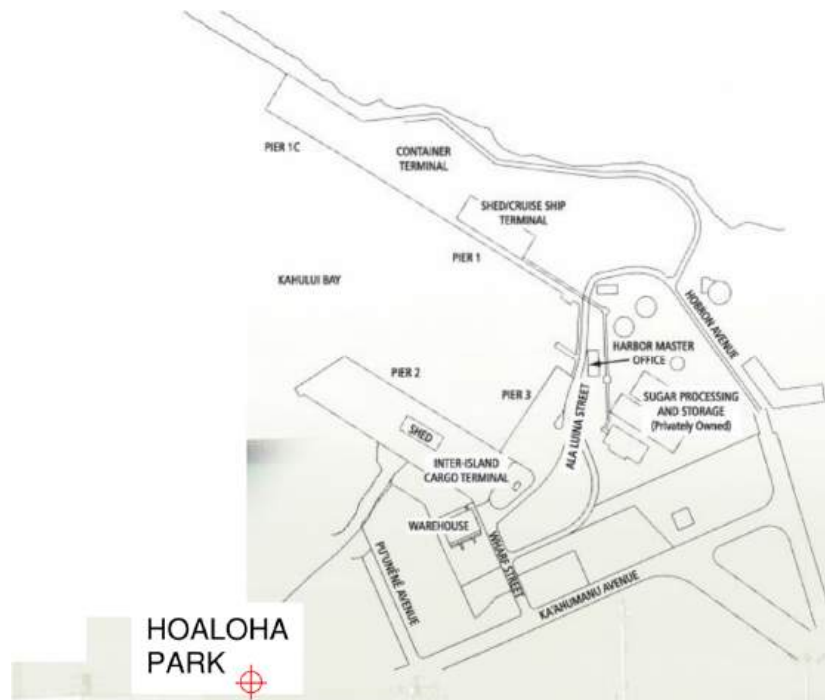 PIER 1C
CONTAINER
TERMINAL
SHED/CRUISE SHIP
TERMINAL
PIER 1
KAHULUI BAY
HOBRON AVENUE
HARBOR MASTER
OFFICE
PIER 2
PIER 3
ALA LUINA STREET
SUGAR PROCESSING
AND STORAGE
(Privately Owned)
SHED
INTER-ISLAND
CARGO TERMINAL
WAREHOUSE
WHARF STREET
PU'UNĒNĒ AVENUE
KA'AHUMANU AVENUE
HOALOHA
PARK